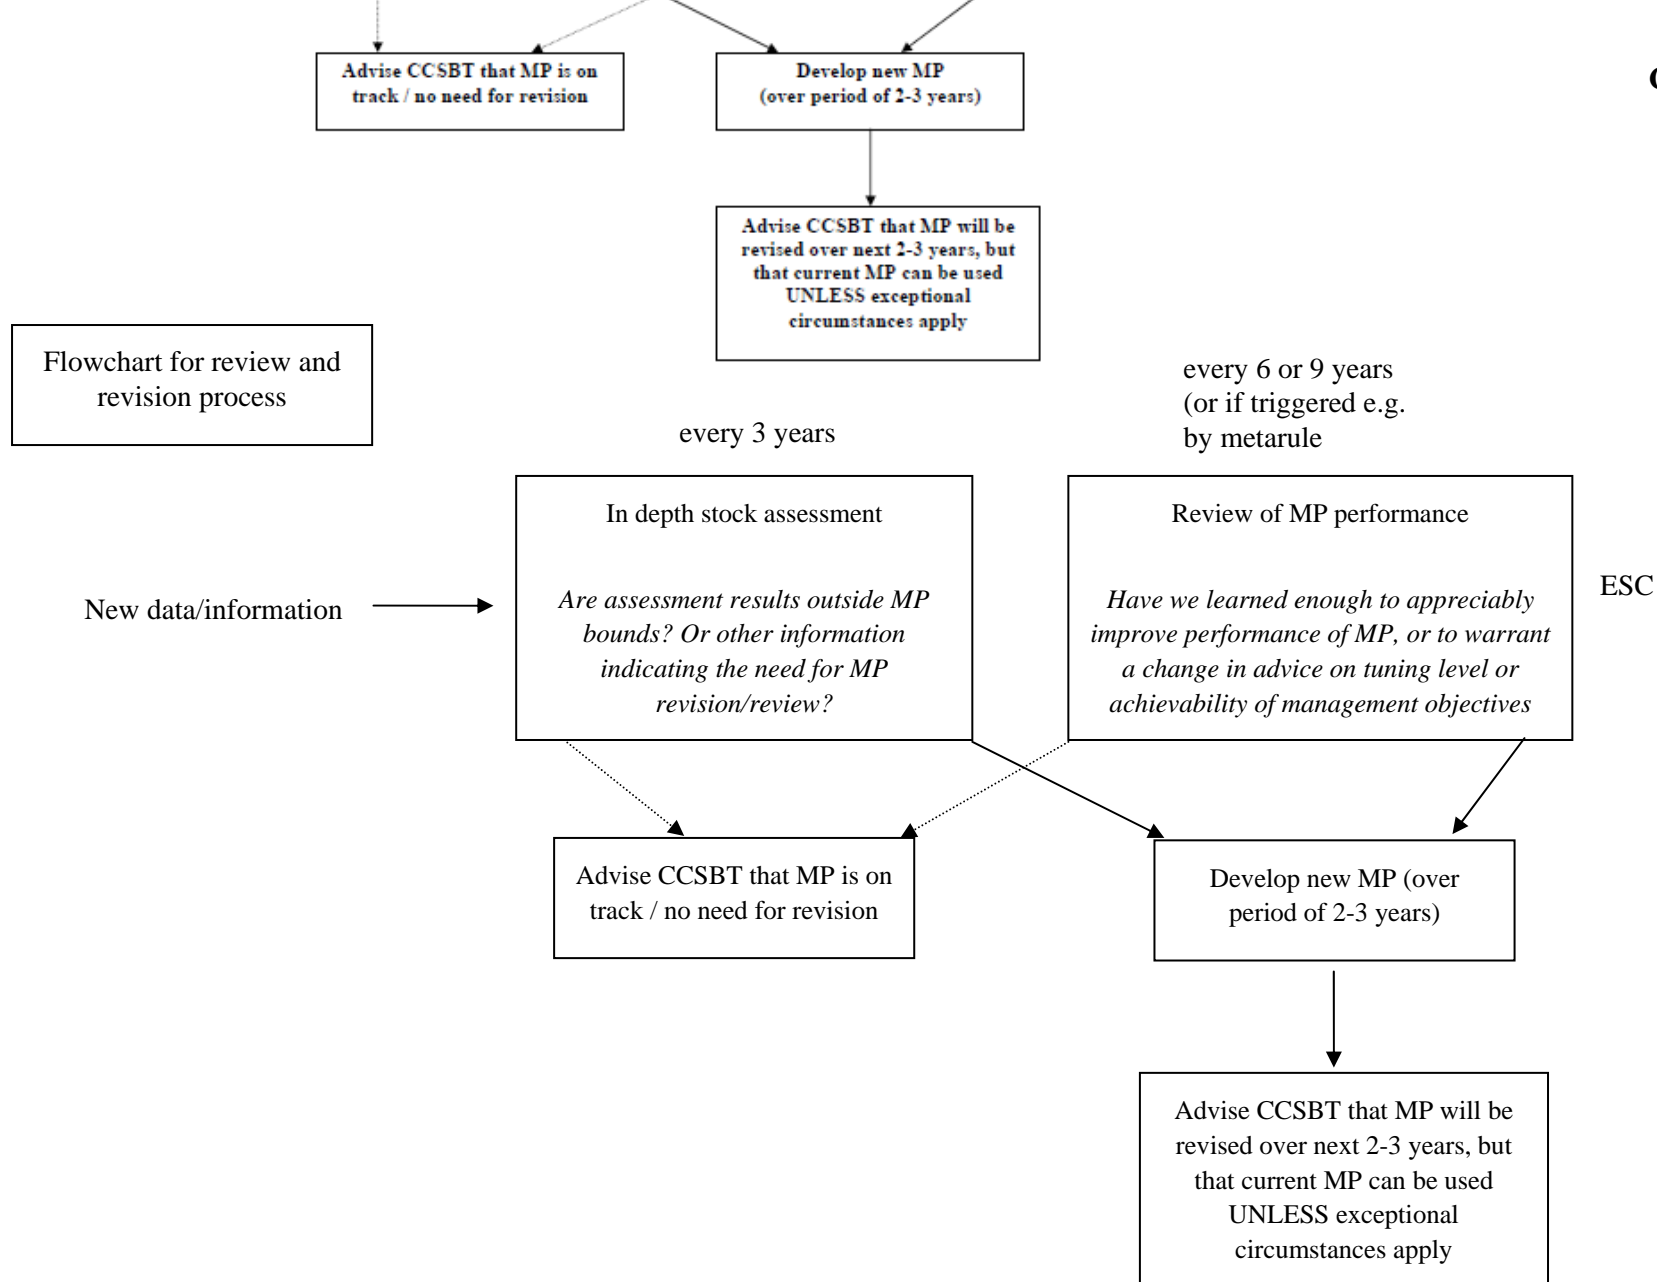 Advise CCSBT that MP is on
track / no need for revision
Develop new MP
(over period of 2-3 years)
Advise CCSBT that MP will be
revised over next 2-3 years, but
that current MP can be used
UNLESS exceptional
circumstances apply
Flowchart for review and
revision process
every 3 years
every 6 or 9 years
(or if triggered e.g.
by metarule
New data/information
In depth stock assessment
Are assessment results outside MP
bounds? Or other information
indicating the need for MP
revision/review?
Review of MP performance
Have we learned enough to appreciably
improve performance of MP, or to warrant
a change in advice on tuning level or
achievability of management objectives
ESC
Advise CCSBT that MP is on
track / no need for revision
Develop new MP (over
period of 2-3 years)
Advise CCSBT that MP will be
revised over next 2-3 years, but
that current MP can be used
UNLESS exceptional
circumstances apply